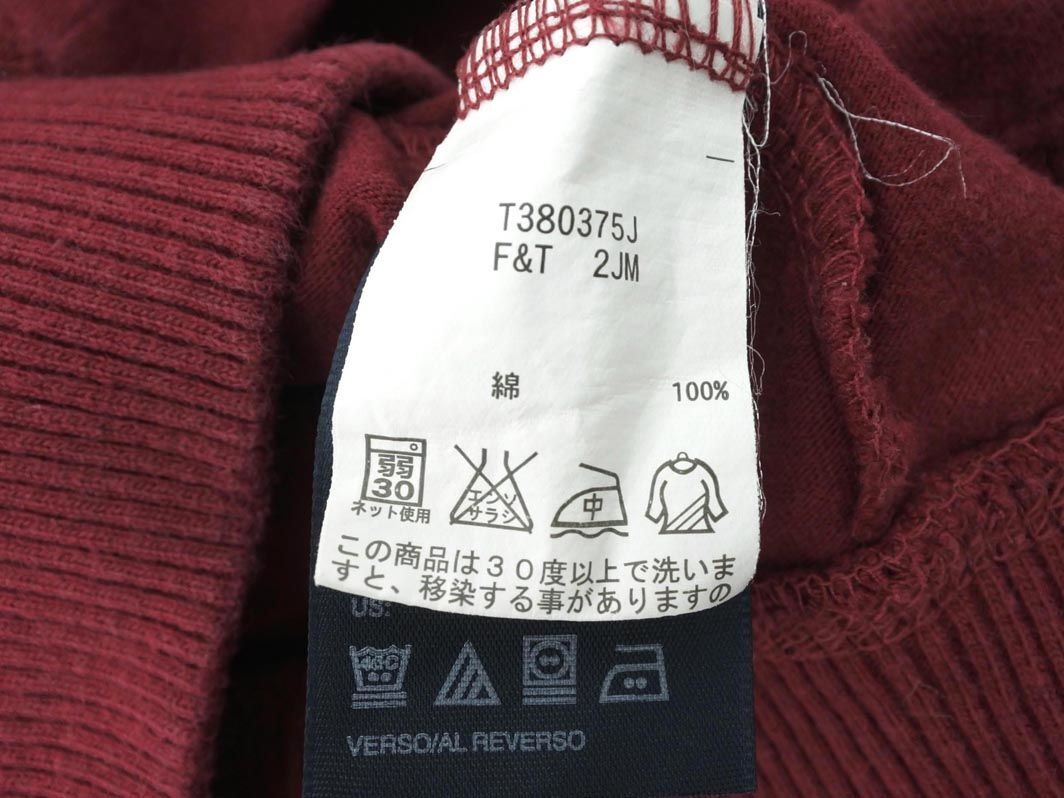 T380375J
F&T 2JM
綿 100%
弱
30
ネット使用
エンソ
サラシ
中
この商品は３０度以上で洗いま
すと、移染する事がありますの
US:
VERSO/AL REVERSO